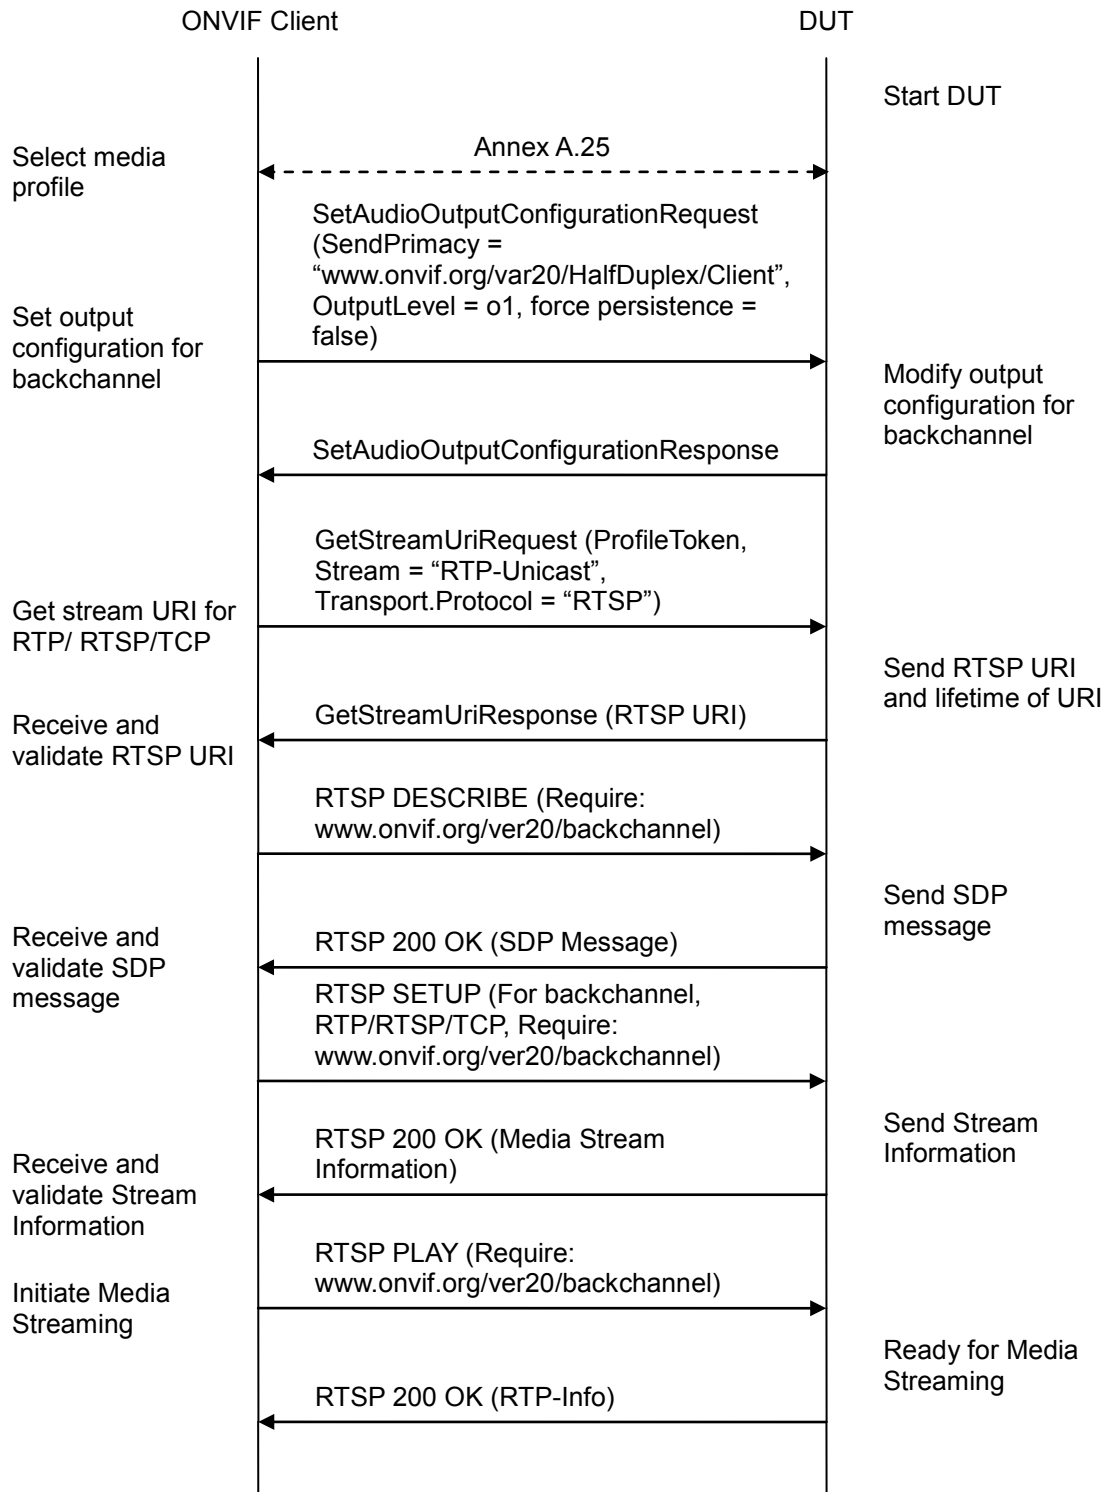 ONVIF Client
DUT
Start DUT
Annex A.25
Select media
profile
SetAudioOutputConfigurationRequest
(SendPrimacy =
“www.onvif.org/var20/HalfDuplex/Client”,
OutputLevel = o1, force persistence =
false)
Set output
configuration for
backchannel
Modify output
configuration for
backchannel
SetAudioOutputConfigurationResponse
GetStreamUriRequest (ProfileToken,
Stream = “RTP-Unicast”,
Transport.Protocol = “RTSP”)
Get stream URI for
RTP/ RTSP/TCP
Send RTSP URI
and lifetime of URI
GetStreamUriResponse (RTSP URI)
Receive and
validate RTSP URI
RTSP DESCRIBE (Require:
www.onvif.org/ver20/backchannel)
Send SDP
message
RTSP 200 OK (SDP Message)
Receive and
validate SDP
message
RTSP SETUP (For backchannel,
RTP/RTSP/TCP, Require:
www.onvif.org/ver20/backchannel)
Send Stream
Information
RTSP 200 OK (Media Stream
Information)
Receive and
validate Stream
Information
RTSP PLAY (Require:
www.onvif.org/ver20/backchannel)
Initiate Media
Streaming
Ready for Media
Streaming
RTSP 200 OK (RTP-Info)